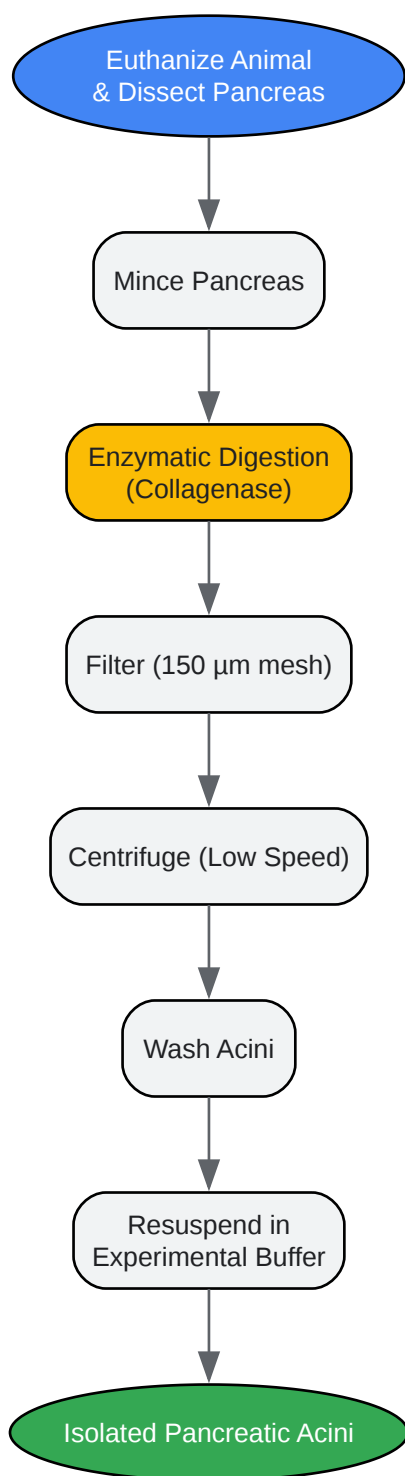 Euthanize Animal
& Dissect Pancreas
Mince Pancreas
Enzymatic Digestion
(Collagenase)
Filter (150 µm mesh)
Centrifuge (Low Speed)
Wash Acini
Resuspend in
Experimental Buffer
Isolated Pancreatic Acini